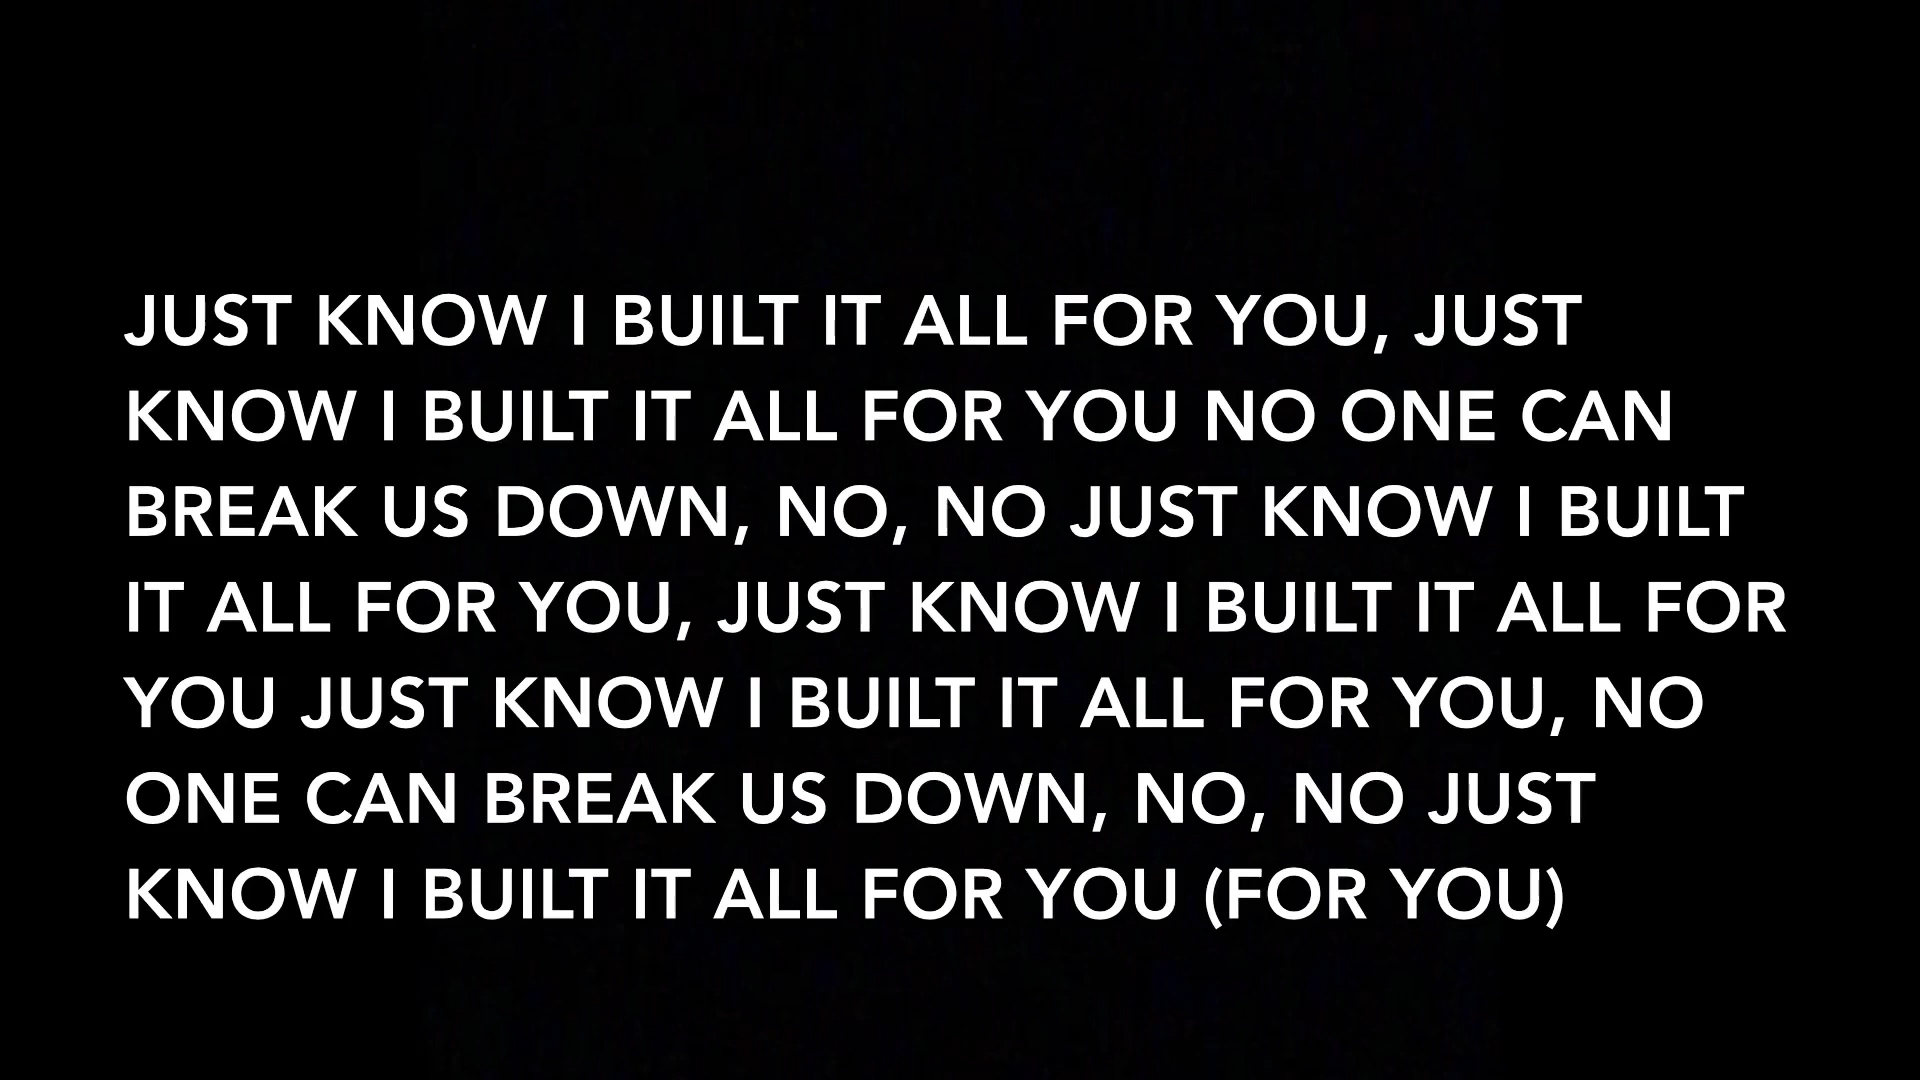 JUST KNOW I BUILT IT ALL FOR YOU, JUST
KNOW I BUILT IT ALL FOR YOU NO ONE CAN
BREAK US DOWN, NO, NO JUST KNOW I BUILT
IT ALL FOR YOU, JUST KNOW I BUILT IT ALL FOR
YOU JUST KNOW I BUILT IT ALL FOR YOU, NO
ONE CAN BREAK US DOWN, NO, NO JUST
KNOW I BUILT IT ALL FOR YOU (FOR YOU)